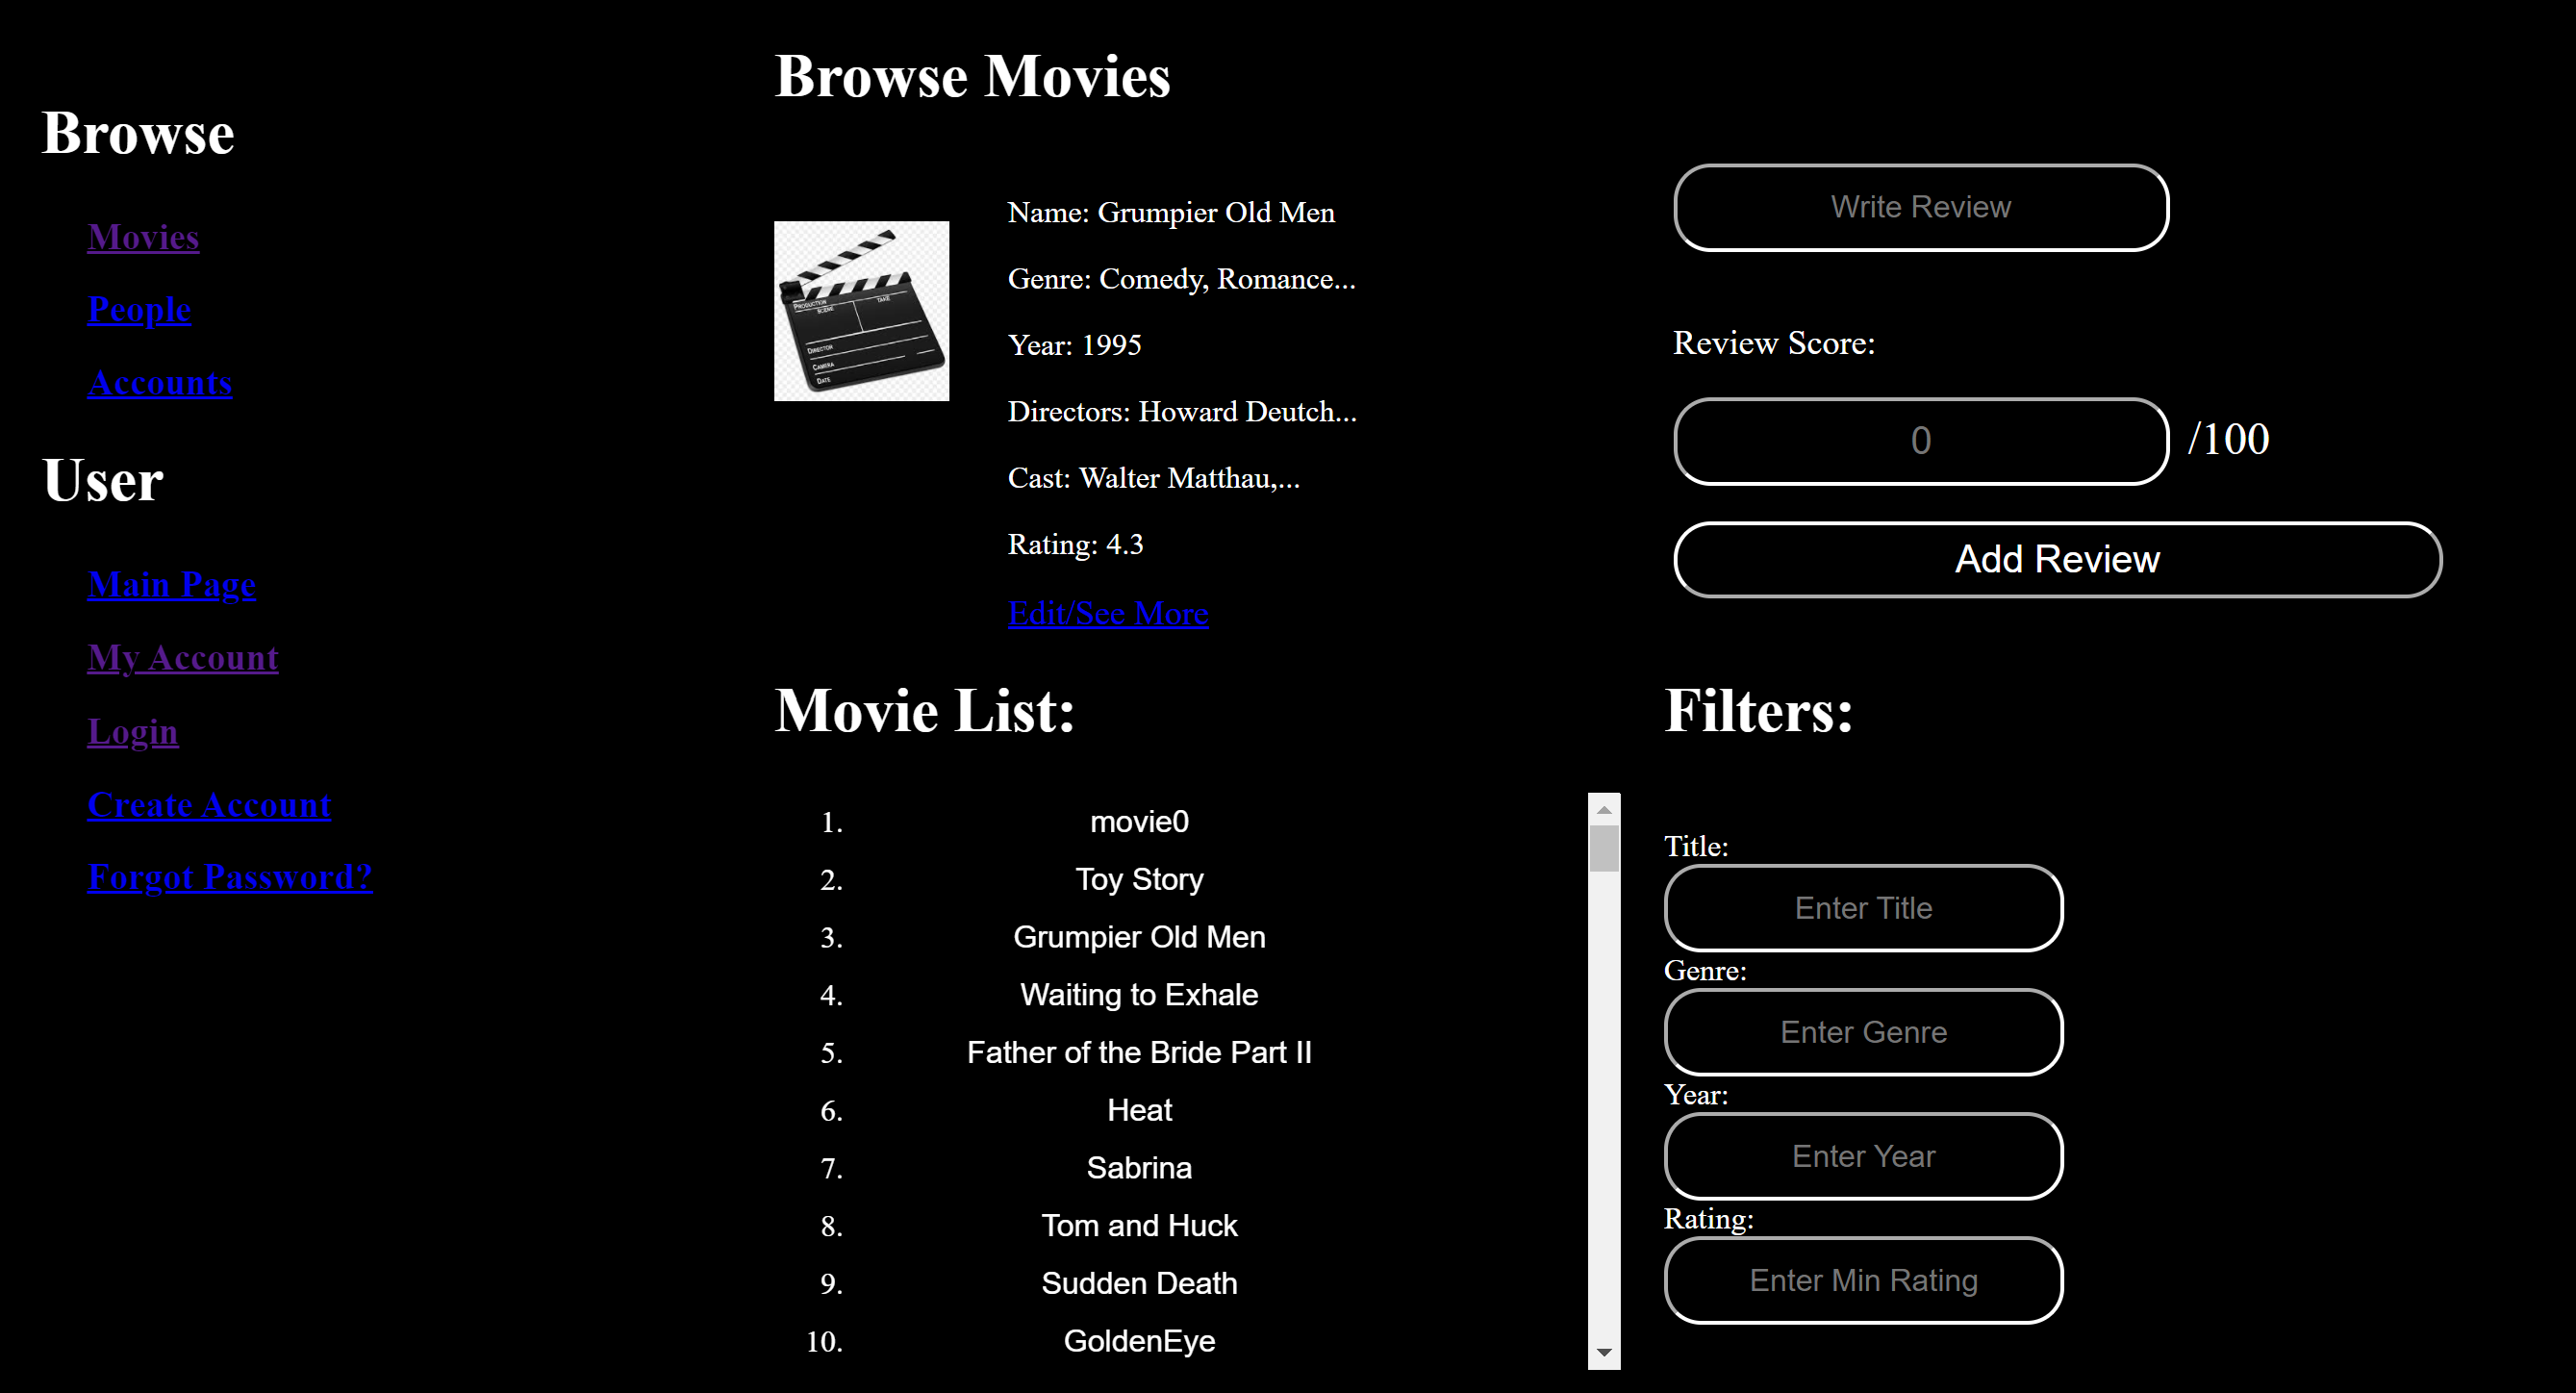 Browse
Movies
People
Accounts
User
Main Page
My Account
Login
Create Account
Forgot Password?
Browse Movies
PRODUCTION
SCENE
TAKE
DIRECTOR
CAMERA
DATE
Name: Grumpier Old Men
Genre: Comedy, Romance...
Year: 1995
Directors: Howard Deutch...
Cast: Walter Matthau,...
Rating: 4.3
Edit/See More
Write Review
Review Score:
0 /100
Add Review
Movie List:
1. movie0
2. Toy Story
3. Grumpier Old Men
4. Waiting to Exhale
5. Father of the Bride Part II
6. Heat
7. Sabrina
8. Tom and Huck
9. Sudden Death
10. GoldenEye
Filters:
Title:
Enter Title
Genre:
Enter Genre
Year:
Enter Year
Rating:
Enter Min Rating